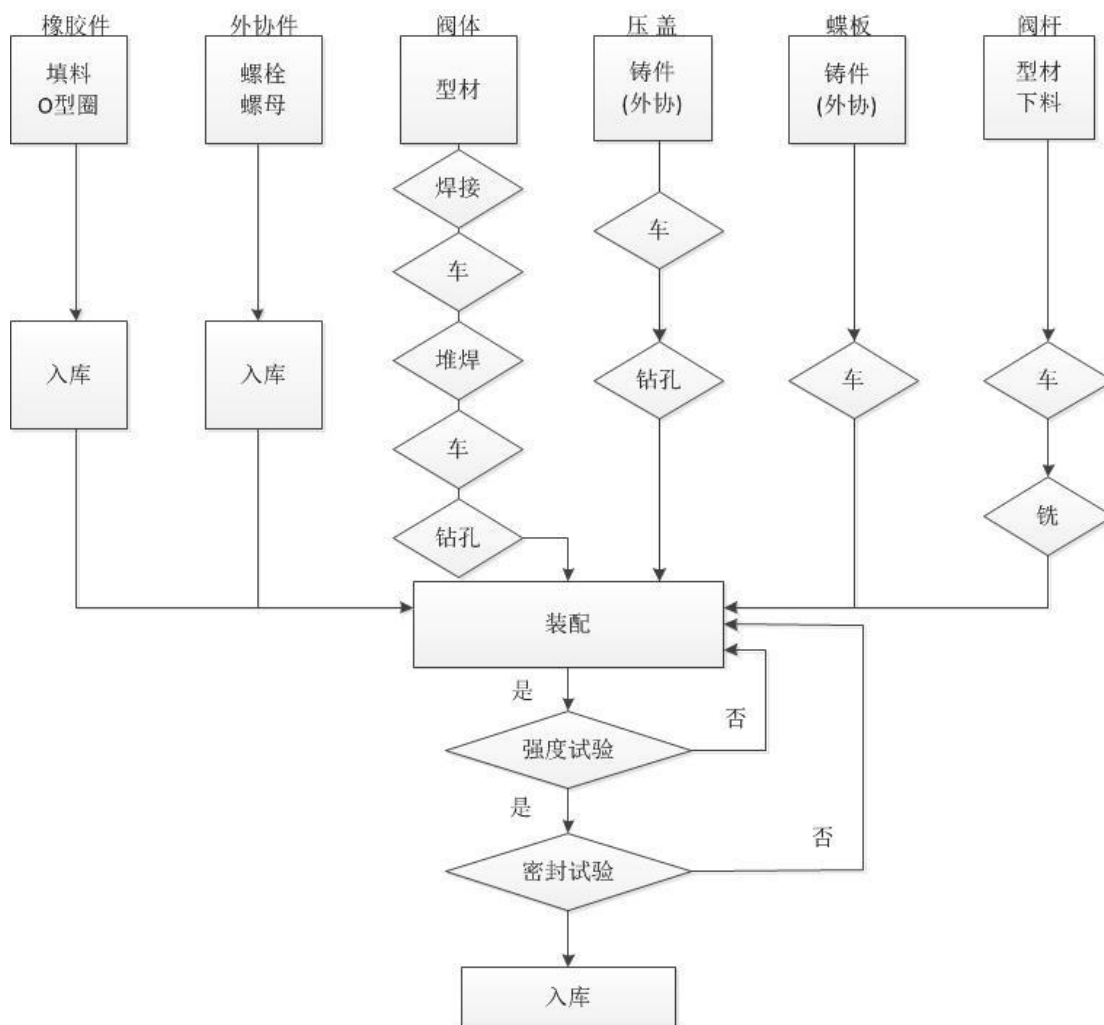 橡胶件
外协件
阀体
压 盖
蝶板
阀杆
填料
O型圈
螺栓
螺母
型材
铸件
(外协)
铸件
(外协)
型材
下料
焊接
车
车
入库
入库
堆焊
钻孔
车
车
车
铣
钻孔
装配
是
否
强度试验
是
否
密封试验
入库